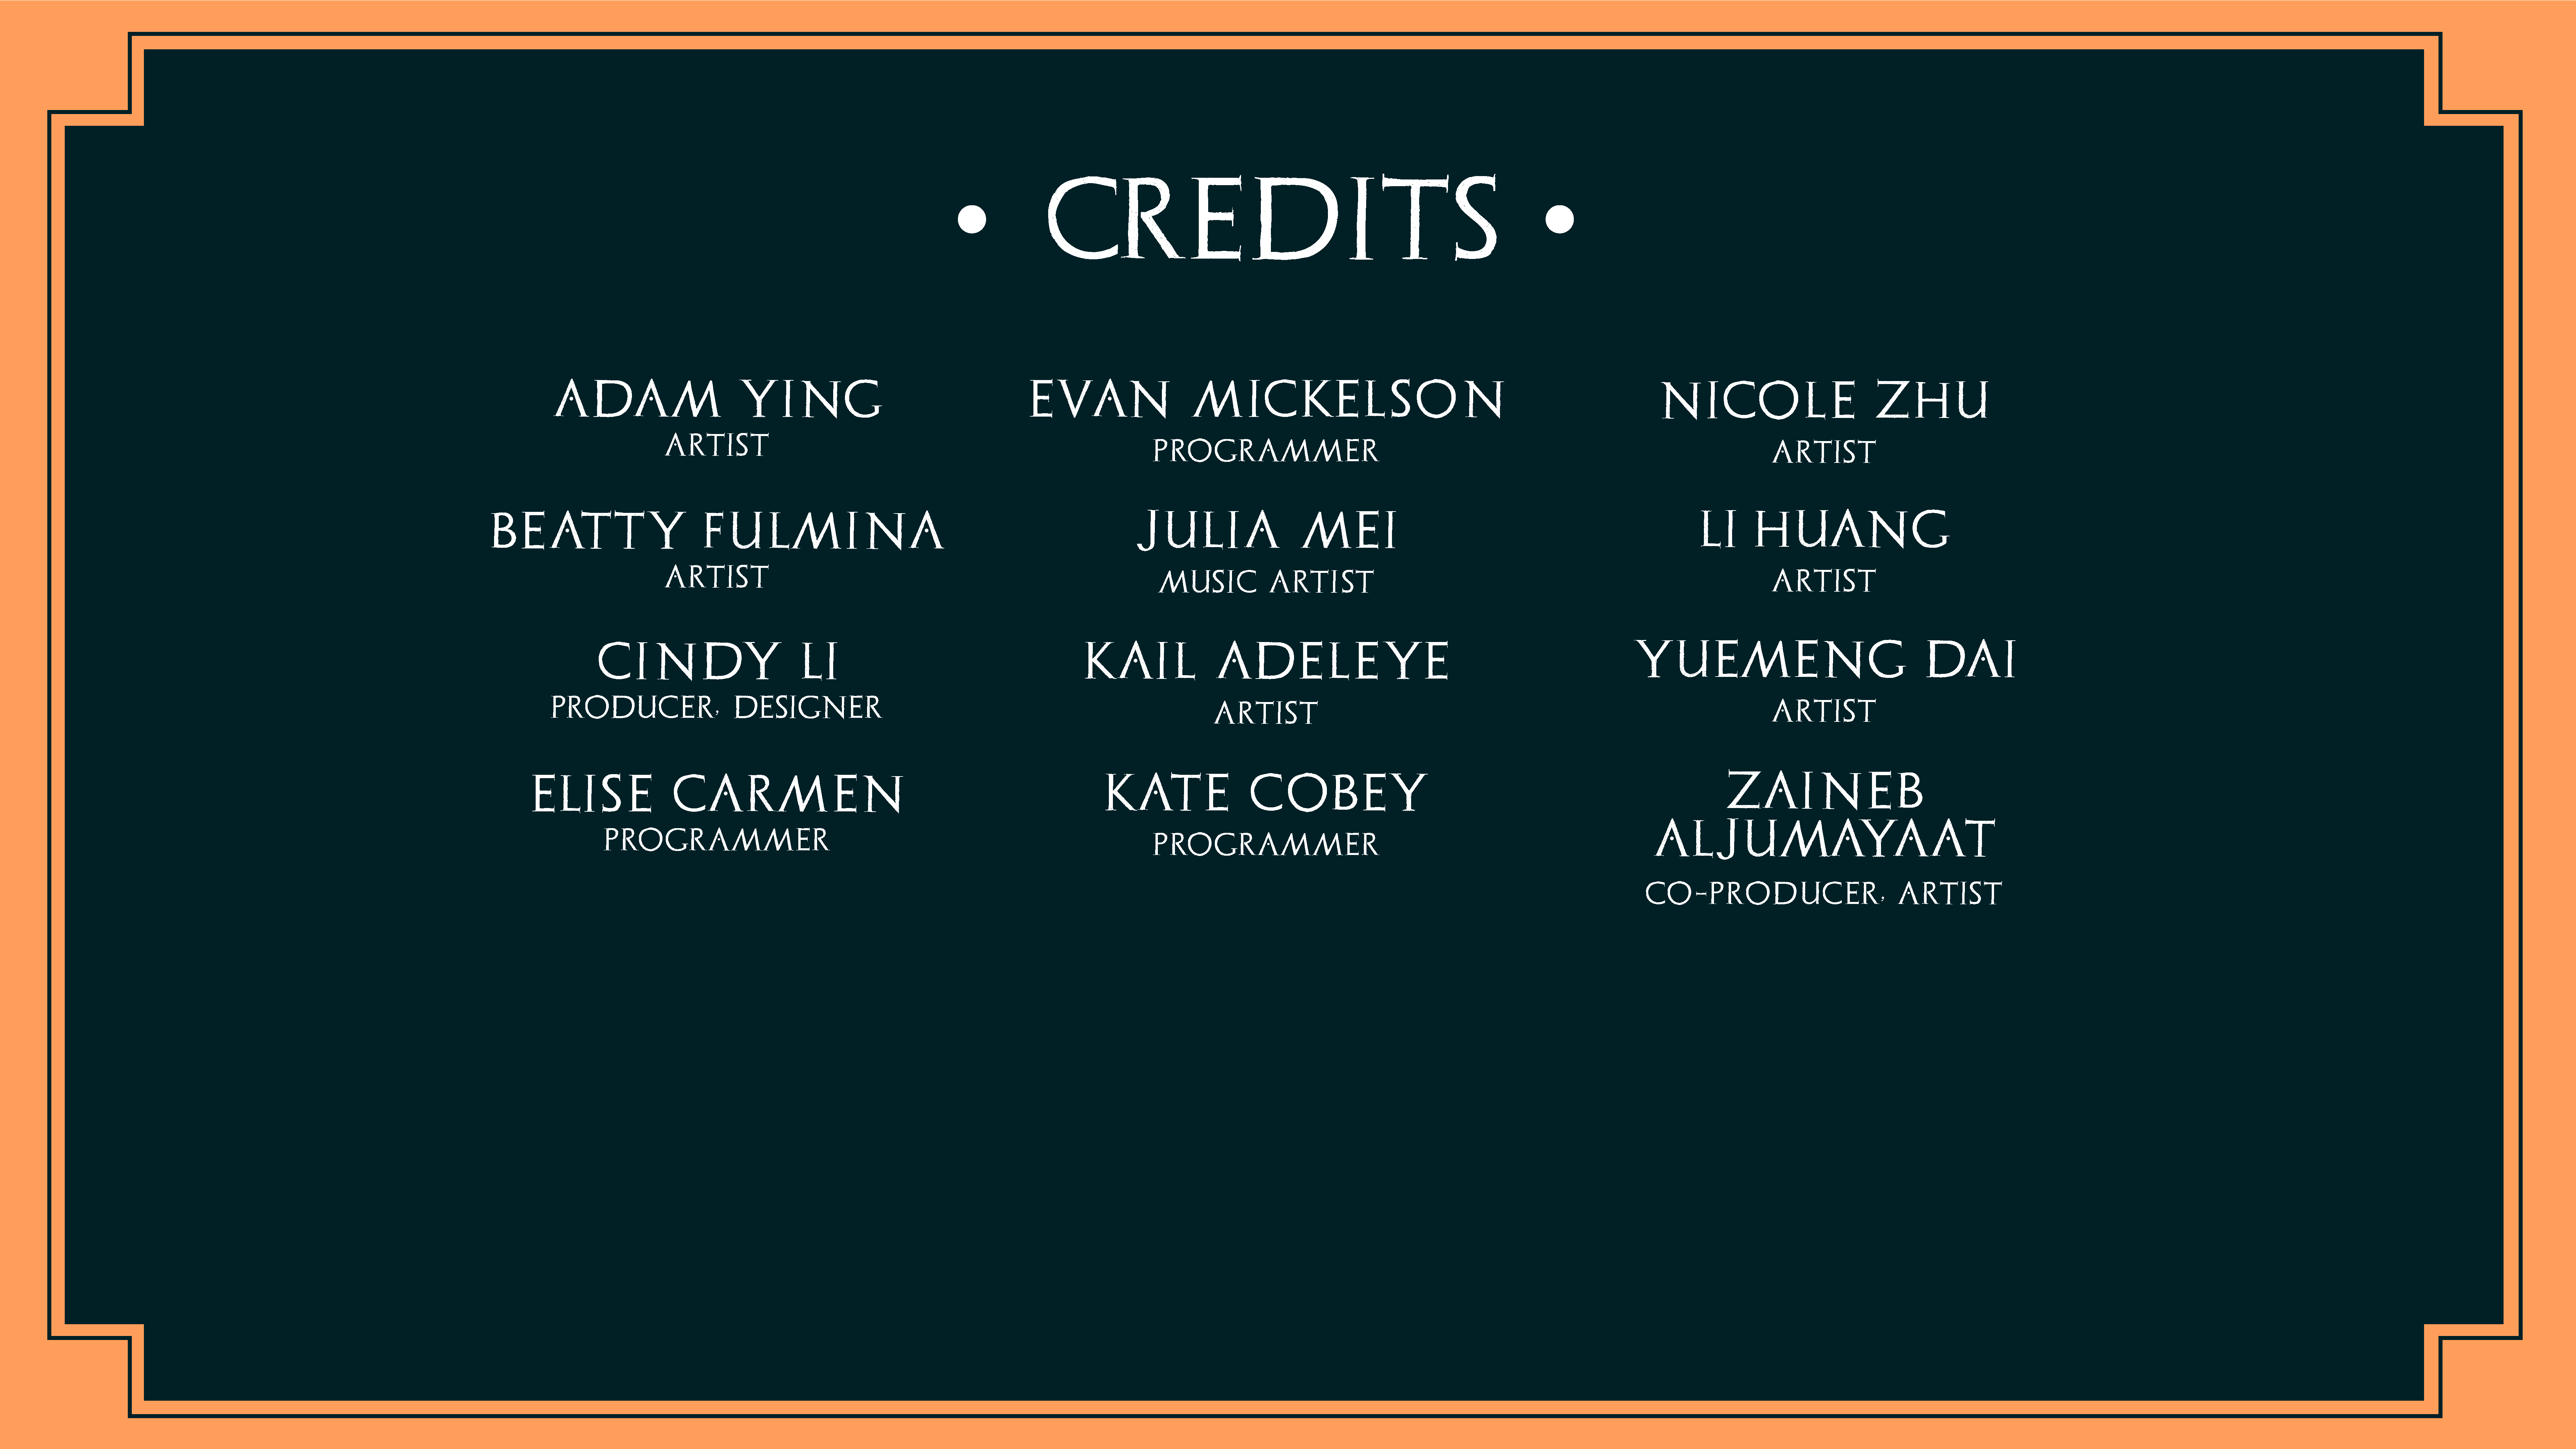 • CREDITS •
ADAM YING
ARTIST
BEATTY FULMINA
ARTIST
CINDY LI
PRODUCER, DESIGNER
ELISE CARMEN
PROGRAMMER
EVAN MICKELSON
PROGRAMMER
JULIA MEI
MUSIC ARTIST
KAIL ADELEYE
ARTIST
KATE COBEY
PROGRAMMER
NICOLE ZHU
ARTIST
LI HUANG
ARTIST
YUEMENG DAI
ARTIST
ZAINEB
ALJUMAYAAT
CO-PRODUCER, ARTIST